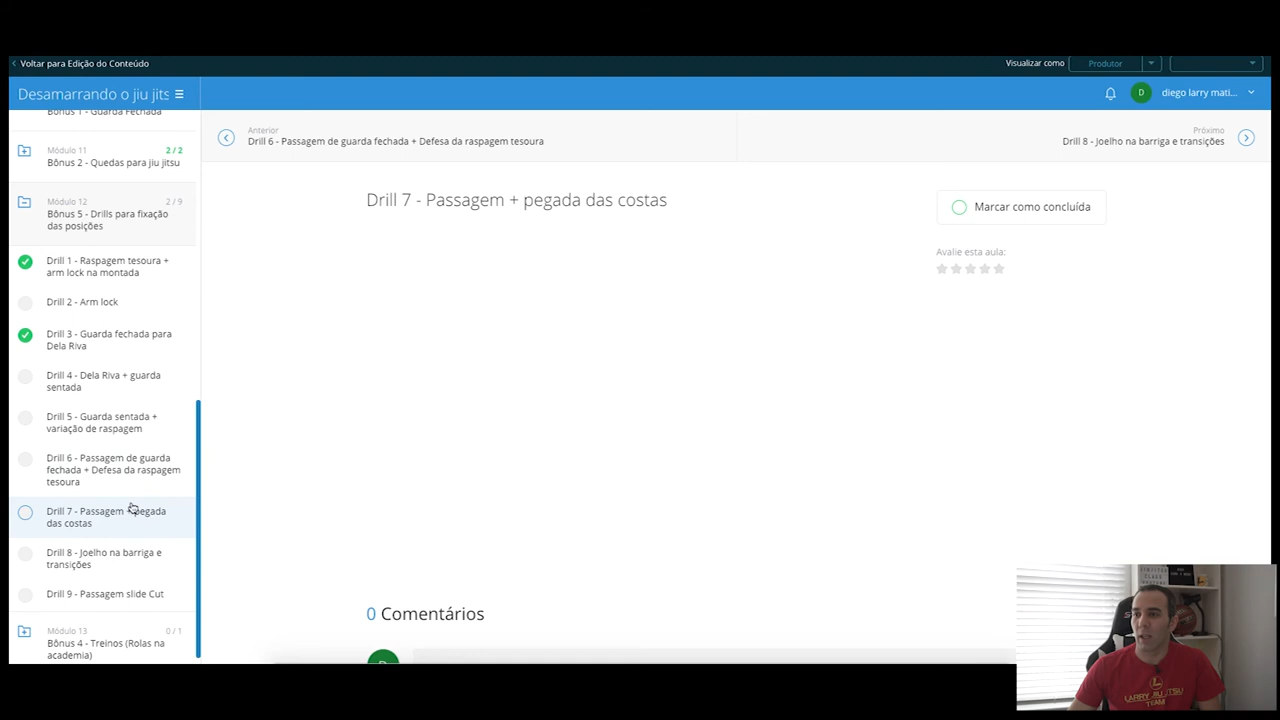 Voltar para Edição do Conteúdo
Visualizar como
Produtor
Desamarrando o jiu jits
D
diego larry mati...
Bônus 1 - Guarda Fechada
Módulo 11
2 / 2
Bônus 2 - Quedas para jiu jitsu
Módulo 12
2 / 9
Bônus 5 - Drills para fixação
das posições
Drill 1 - Raspagem tesoura +
arm lock na montada
Drill 2 - Arm lock
Drill 3 - Guarda fechada para
Dela Riva
Drill 4 - Dela Riva + guarda
sentada
Drill 5 - Guarda sentada +
variação de raspagem
Drill 6 - Passagem de guarda
fechada + Defesa da raspagem
tesoura
Drill 7 - Passagem + pegada
das costas
Drill 8 - Joelho na barriga e
transições
Drill 9 - Passagem slide Cut
Módulo 13
0 / 1
Bônus 4 - Treinos (Rolas na
academia)
Anterior
Drill 6 - Passagem de guarda fechada + Defesa da raspagem tesoura
Próximo
Drill 8 - Joelho na barriga e transições
Drill 7 - Passagem + pegada das costas
Marcar como concluída
Avalie esta aula:
0 Comentários
LARRY JIU JITSU
TEAM